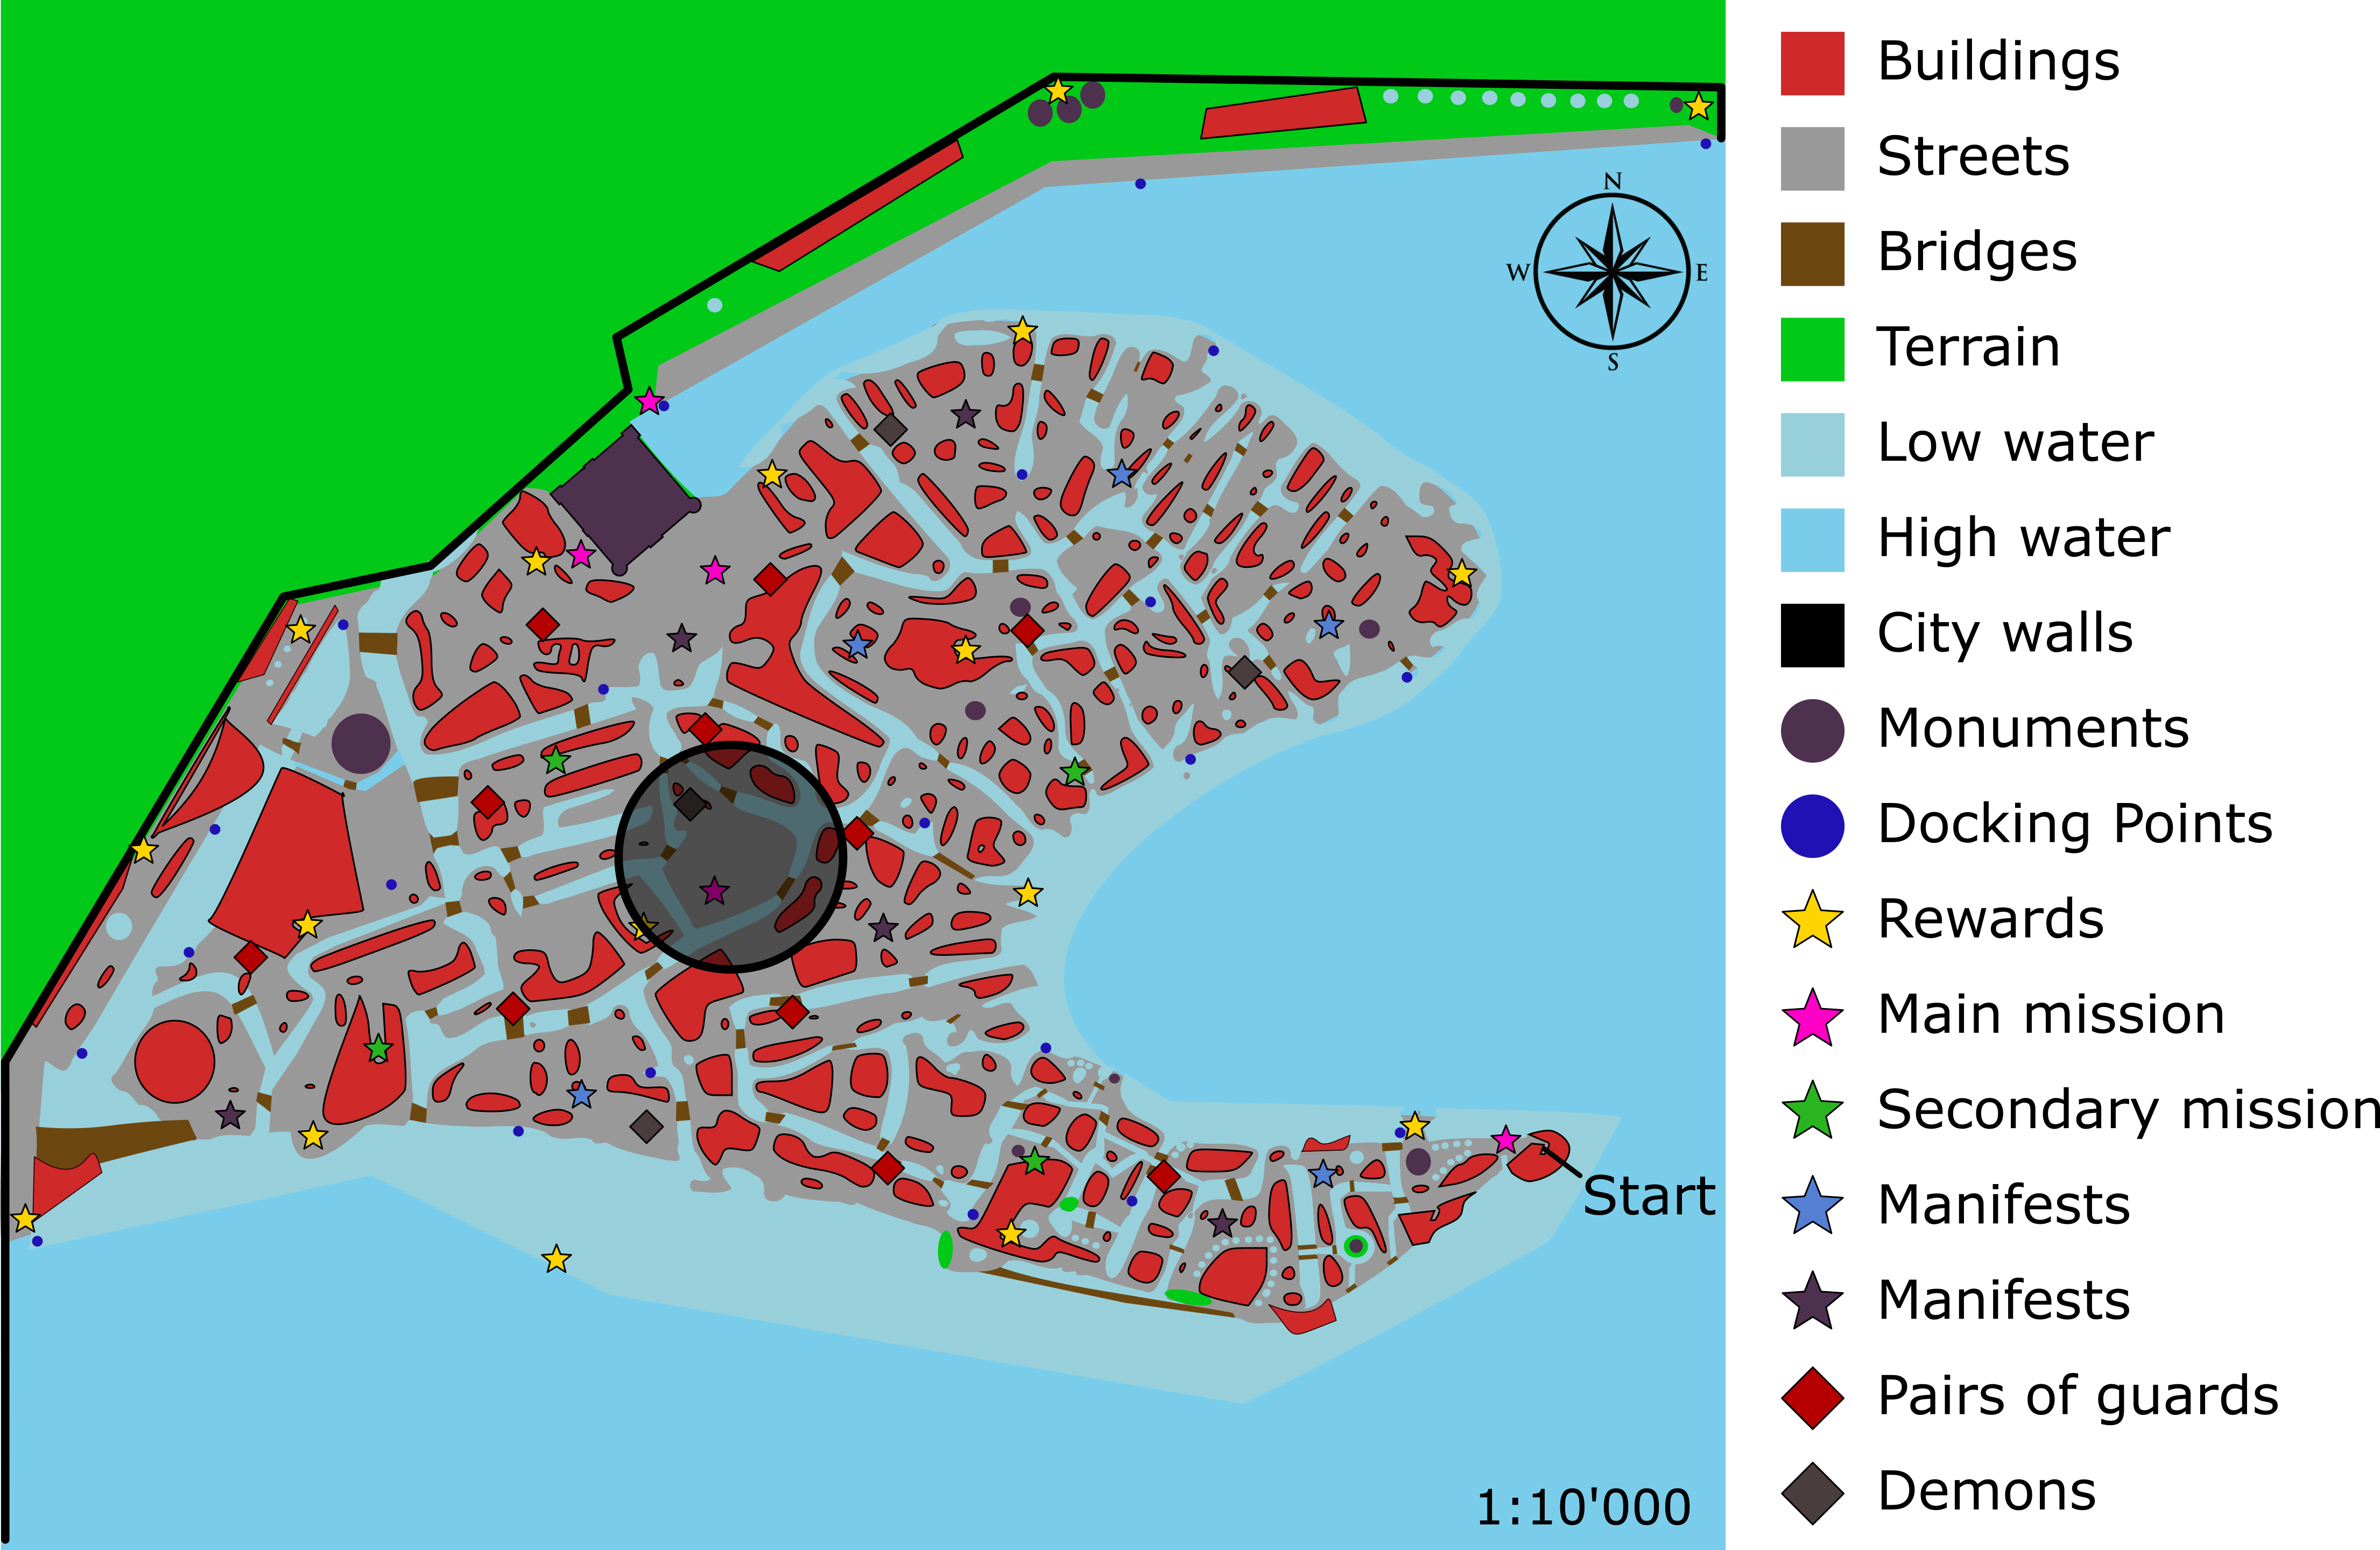 Buildings
Streets
Bridges
Terrain
Low water
High water
City walls
Monuments
Docking Points
Rewards
Main mission
Secondary mission
Manifests
Manifests
Pairs of guards
Demons
N
W E
S
Start
1:10'000